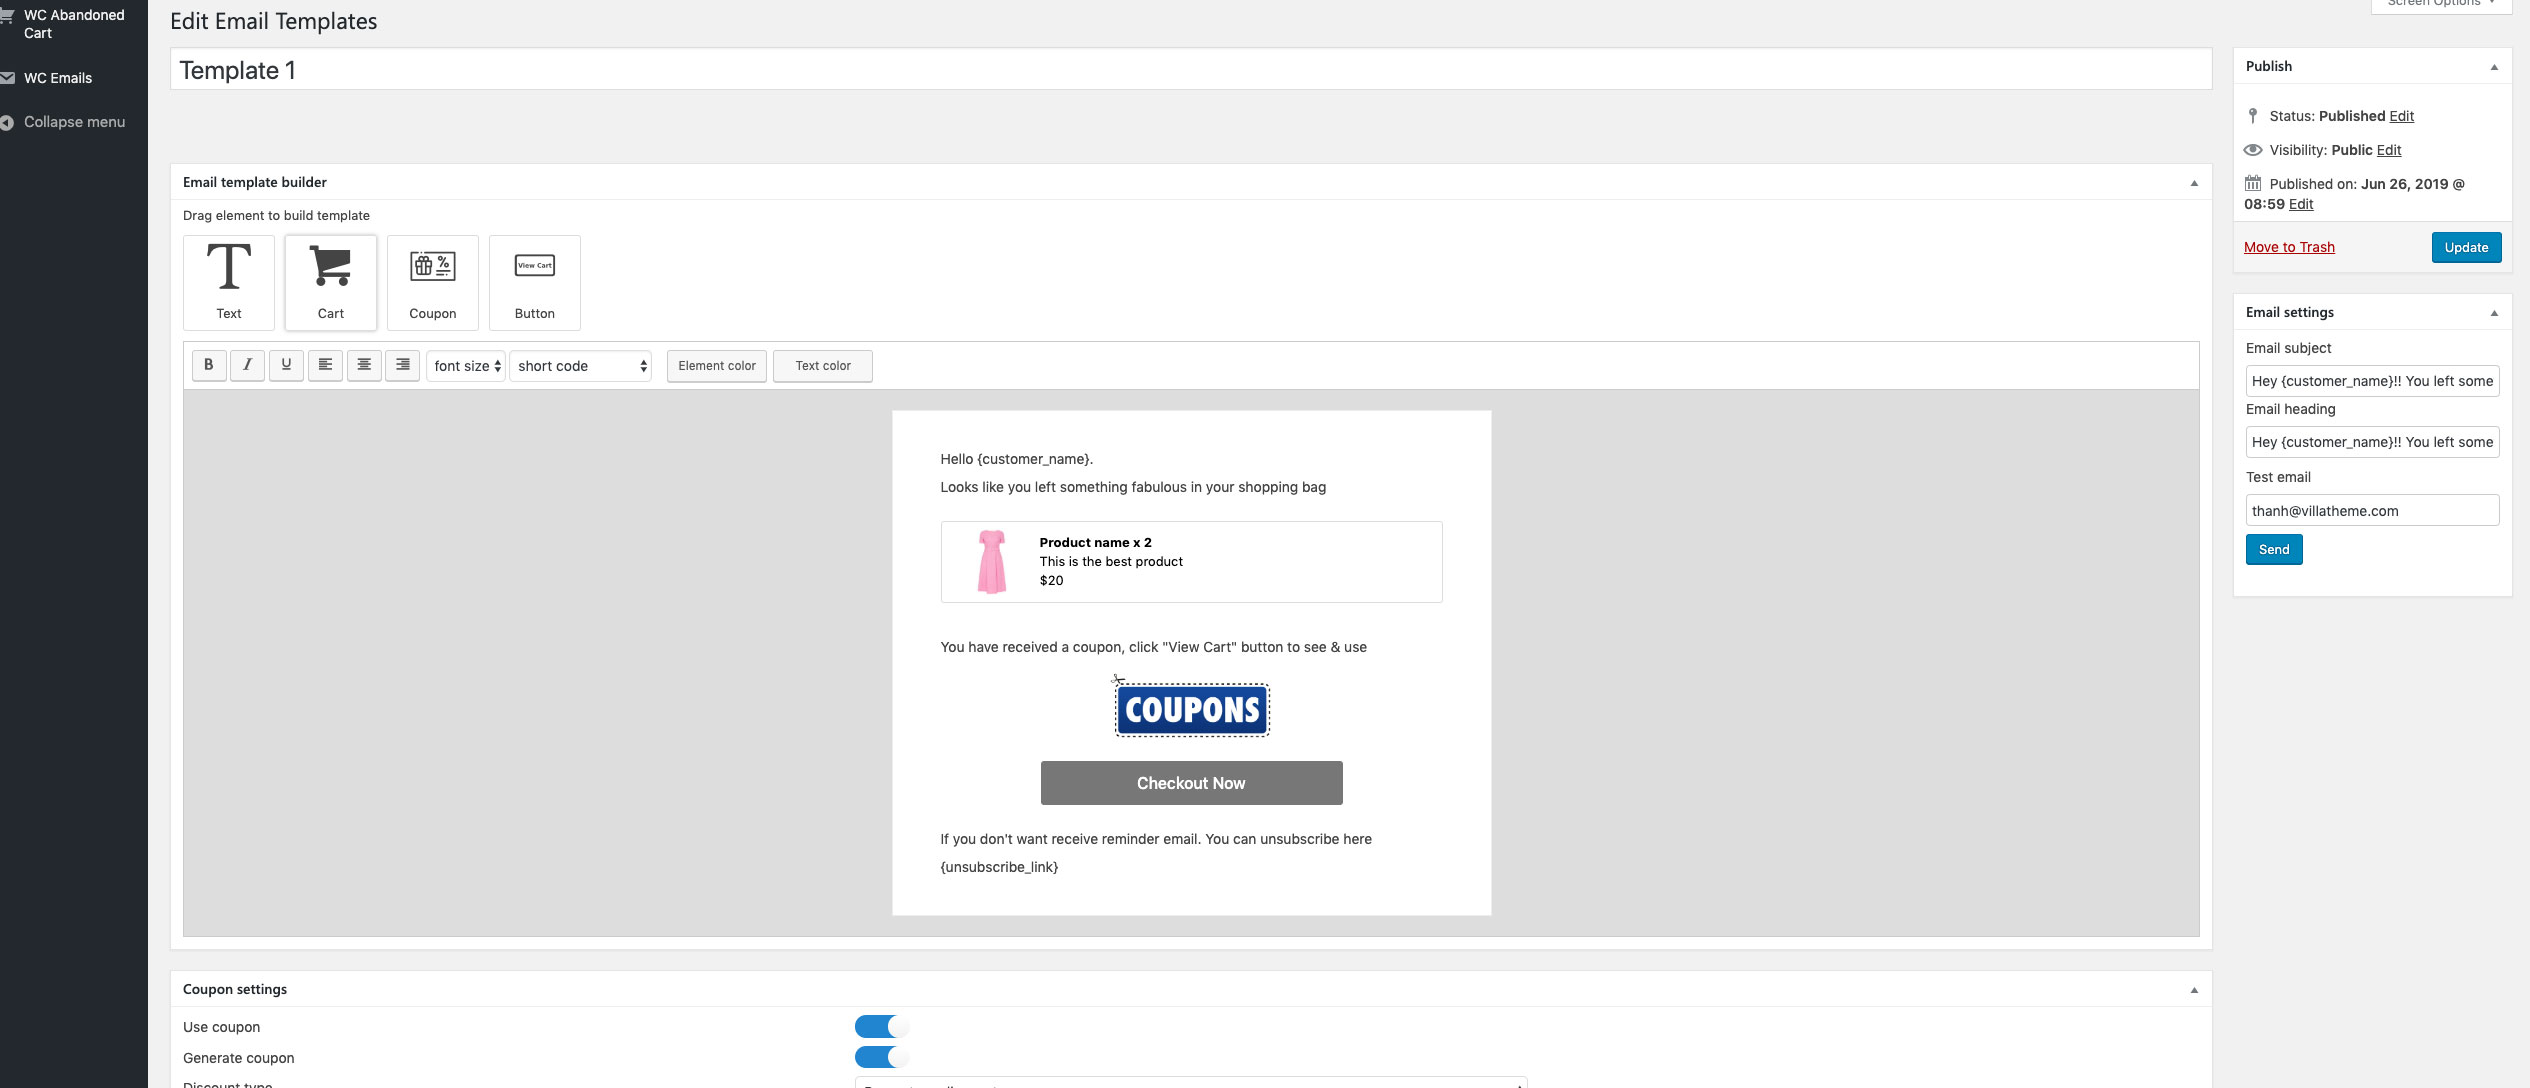 WC Abandoned
Cart
WC Emails
Collapse menu
Edit Email Templates
Screen Options
Template 1
Email template builder
Drag element to build template
Text
Cart
View Cart
Coupon
Button
B I U font size short code Element color Text color
Hello {customer_name}.
Looks like you left something fabulous in your shopping bag
Product name x 2
This is the best product
$20
You have received a coupon, click "View Cart" button to see & use
COUPONS
Checkout Now
If you don't want receive reminder email. You can unsubscribe here
{unsubscribe_link}
Coupon settings
Use coupon
Generate coupon
Discount type
Publish
Status: Published Edit
Visibility: Public Edit
Published on: Jun 26, 2019 @
08:59 Edit
Move to Trash
Update
Email settings
Email subject
Hey {customer_name}!! You left some
Email heading
Hey {customer_name}!! You left some
Test email
thanh@villatheme.com
Send